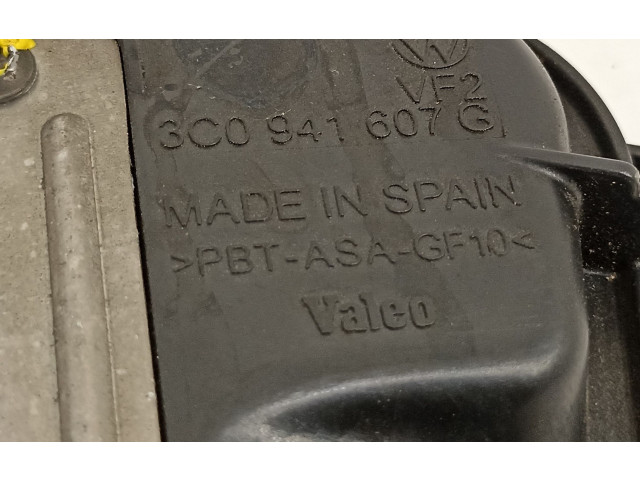 VF2
3C0 941 607 G
MADE IN SPAIN
>PBT-ASA-GF10<
Valeo